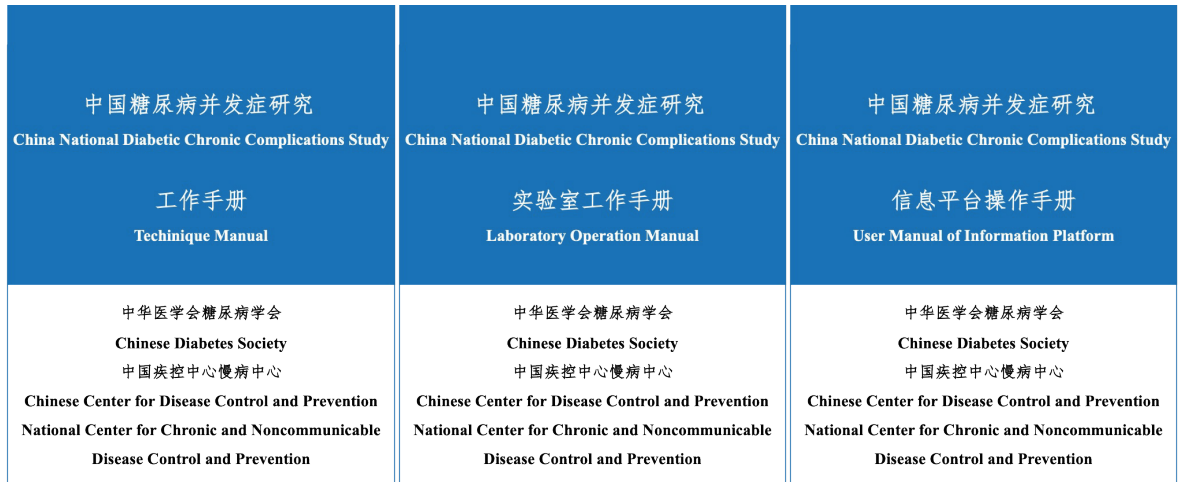 中国糖尿病并发症研究
China National Diabetic Chronic Complications Study
工作手册
Techinique Manual
中华医学会糖尿病学会
Chinese Diabetes Society
中国疾控中心慢病中心
Chinese Center for Disease Control and Prevention
National Center for Chronic and Noncommunicable
Disease Control and Prevention
中国糖尿病并发症研究
China National Diabetic Chronic Complications Study
实验室工作手册
Laboratory Operation Manual
中华医学会糖尿病学会
Chinese Diabetes Society
中国疾控中心慢病中心
Chinese Center for Disease Control and Prevention
National Center for Chronic and Noncommunicable
Disease Control and Prevention
中国糖尿病并发症研究
China National Diabetic Chronic Complications Study
信息平台操作手册
User Manual of Information Platform
中华医学会糖尿病学会
Chinese Diabetes Society
中国疾控中心慢病中心
Chinese Center for Disease Control and Prevention
National Center for Chronic and Noncommunicable
Disease Control and Prevention